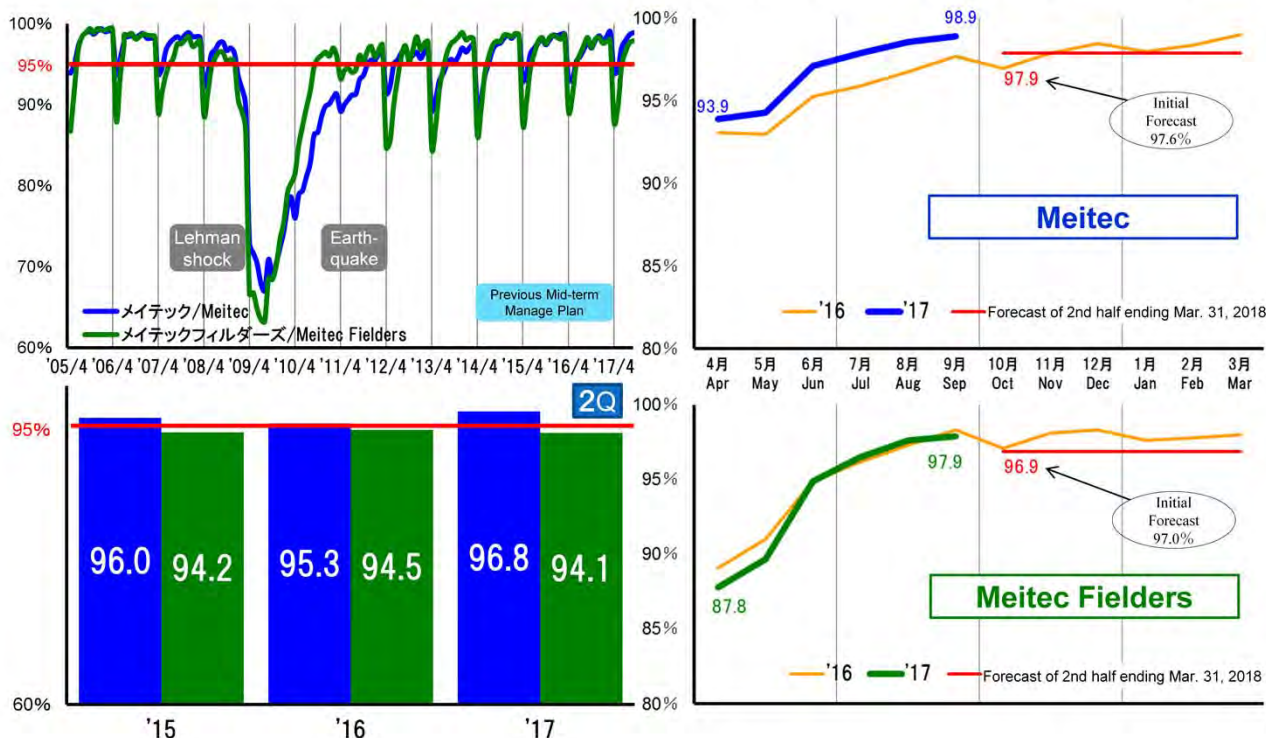 100%
95%
90%
80%
70%
60%
Lehman
shock
Earth-
quake
Previous Mid-term
Manage Plan
メイテック/Meitec
メイテックフィルダーズ/Meitec Fielders
'05/4 '06/4 '07/4 '08/4 '09/4 '10/4 '11/4 '12/4 '13/4 '14/4 '15/4 '16/4 '17/4
100%
95%
90%
85%
80%
93.9
98.9
97.9
Initial
Forecast
97.6%
Meitec
'16 '17 Forecast of 2nd half ending Mar. 31, 2018
4月 5月 6月 7月 8月 9月 10月 11月 12月 1月 2月 3月
Apr May Jun Jul Aug Sep Oct Nov Dec Jan Feb Mar
2Q
95%
60%
96.0 94.2 95.3 94.5 96.8 94.1
'15 '16 '17
100%
95%
90%
85%
80%
87.8
97.9
96.9
Initial
Forecast
97.0%
Meitec Fielders
'16 '17 Forecast of 2nd half ending Mar. 31, 2018